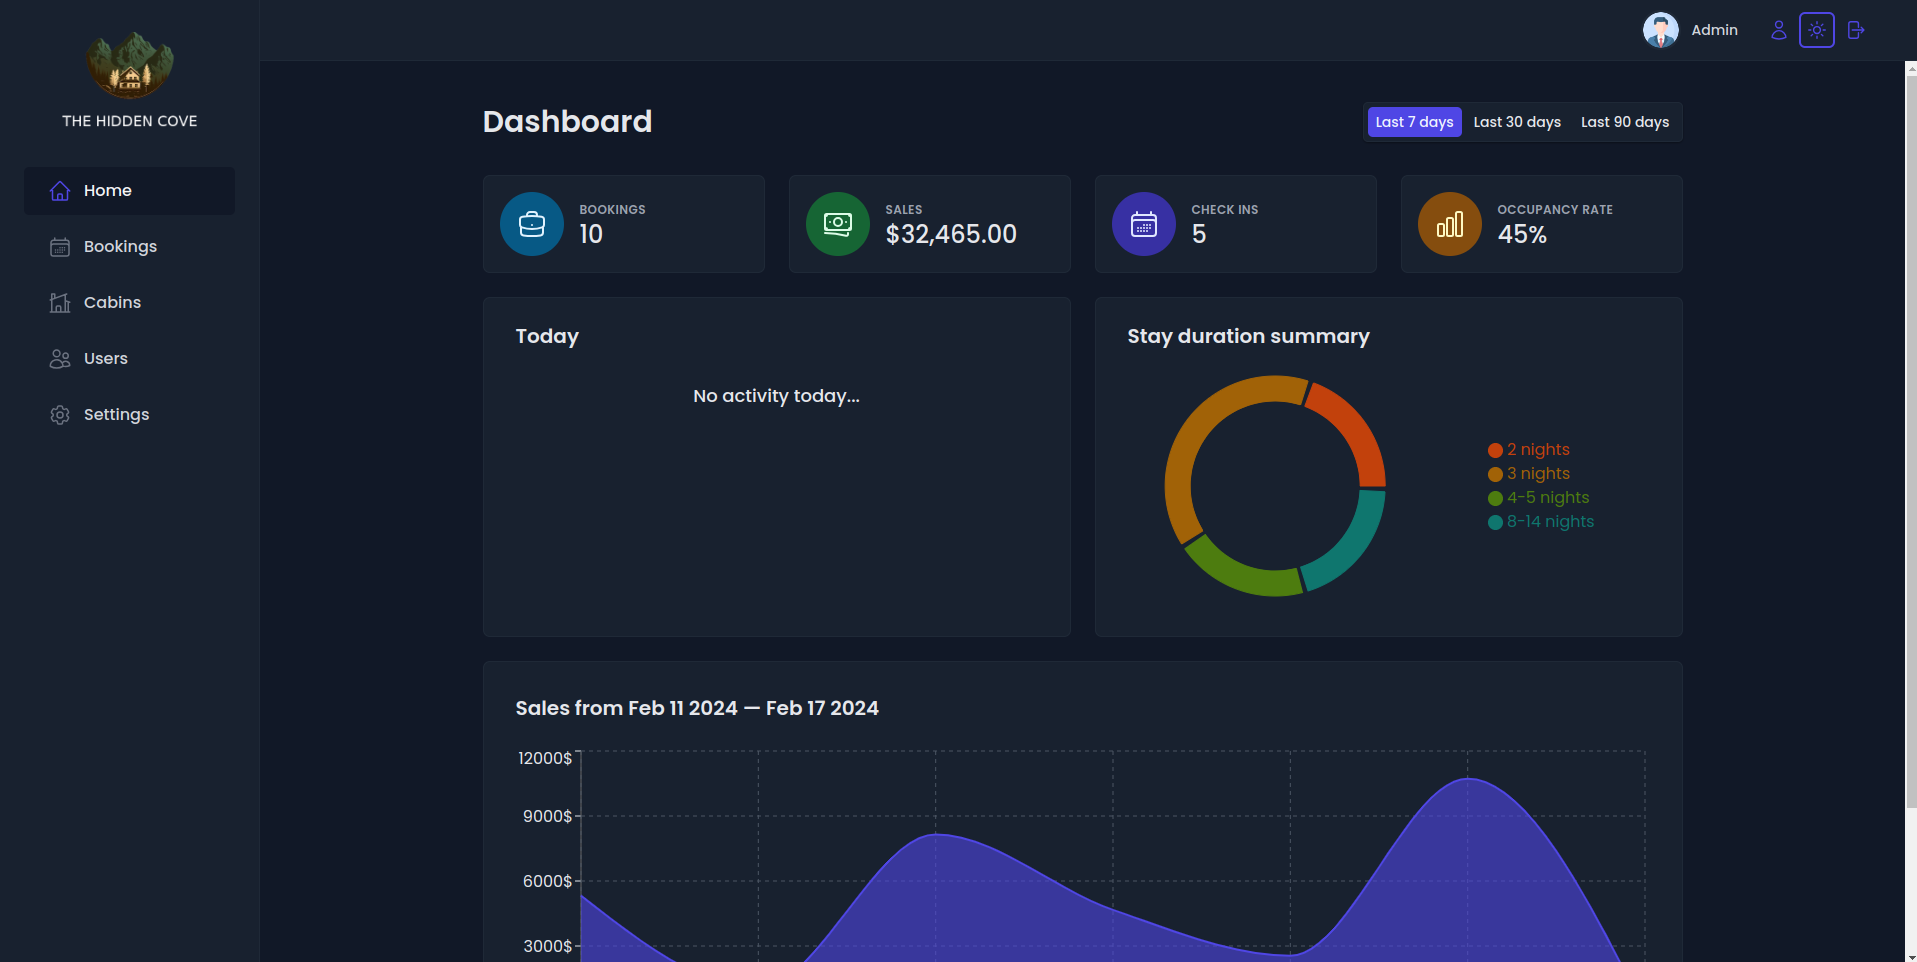 THE HIDDEN COVE
Home
Bookings
Cabins
Users
Settings
Admin
Dashboard
Last 7 days
Last 30 days
Last 90 days
BOOKINGS
10
SALES
$32,465.00
CHECK INS
5
OCCUPANCY RATE
45%
Today
No activity today...
Stay duration summary
2 nights
3 nights
4-5 nights
8-14 nights
Sales from Feb 11 2024 — Feb 17 2024
12000$
9000$
6000$
3000$